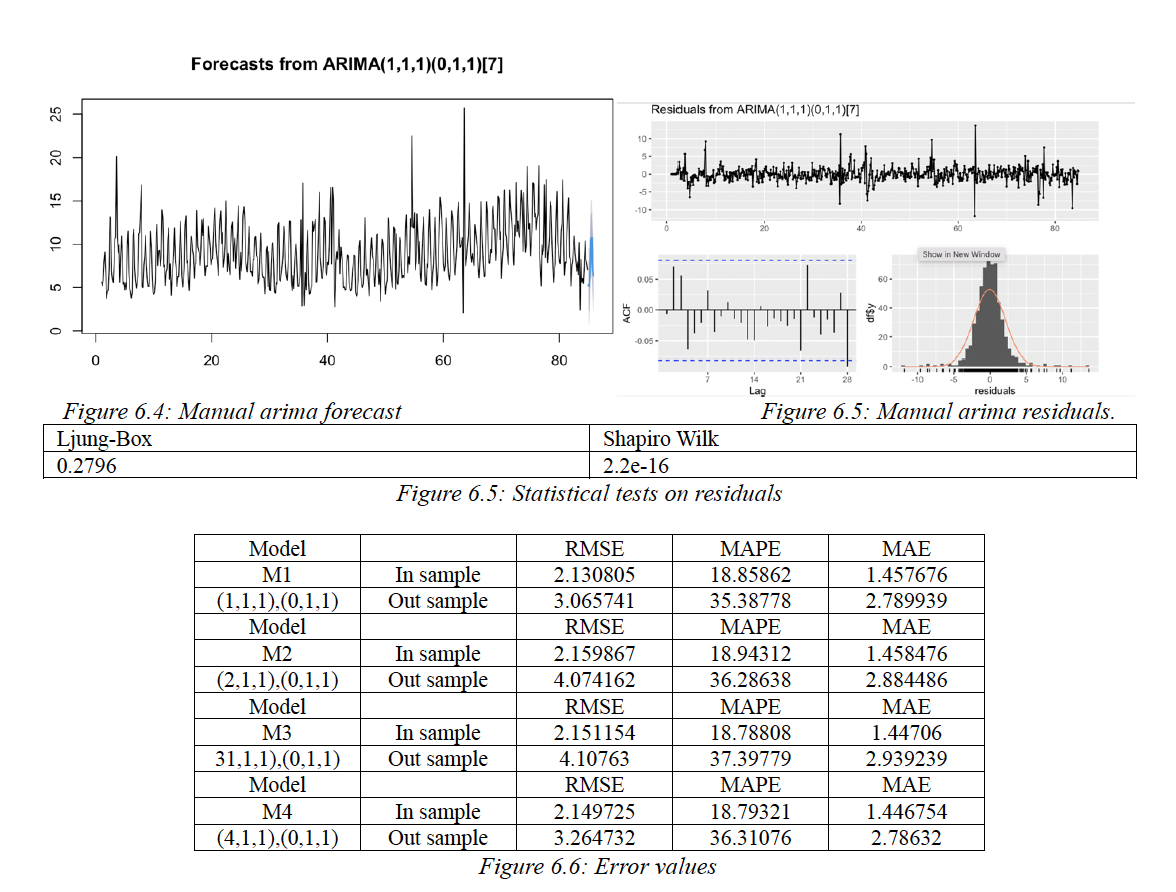 Forecasts from ARIMA(1,1,1)(0,1,1)[7]
25
20
15
10
5
0
0 20 40 60 80
Residuals from ARIMA(1,1,1)(0,1,1)[7]
10
5
0
-5
-10
0 20 40 60 80
ACF
0.05
0.00
-0.05
7 14 21 28
Lag
Show in New Window
df$y
60
40
20
0
-10 -5 0 5 10
residuals
Figure 6.4: Manual arima forecast
Figure 6.5: Manual arima residuals.
Ljung-Box Shapiro Wilk
0.2796 2.2e-16
Figure 6.5: Statistical tests on residuals
Model RMSE MAPE MAE
M1 In sample 2.130805 18.85862 1.457676
(1,1,1),(0,1,1) Out sample 3.065741 35.38778 2.789939
Model RMSE MAPE MAE
M2 In sample 2.159867 18.94312 1.458476
(2,1,1),(0,1,1) Out sample 4.074162 36.28638 2.884486
Model RMSE MAPE MAE
M3 In sample 2.151154 18.78808 1.44706
31,1,1),(0,1,1) Out sample 4.10763 37.39779 2.939239
Model RMSE MAPE MAE
M4 In sample 2.149725 18.79321 1.446754
(4,1,1),(0,1,1) Out sample 3.264732 36.31076 2.78632
Figure 6.6: Error values